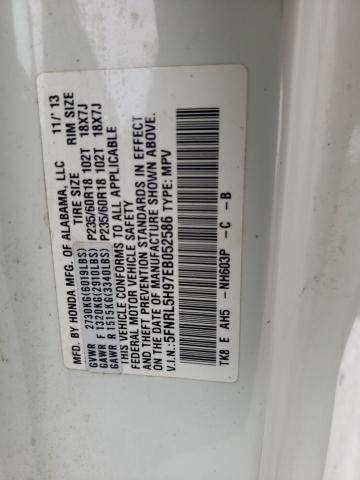 MFD. BY HONDA MFG. OF ALABAMA, LLC 11/'13
TIRE SIZE RIM SIZE
GVWR 2730KG(6019LBS)
GAWR F 1320KG(2910LBS) P235/60R18 102T 18X7J
GAWR R 1515KG(3340LBS) P235/60R18 102T 18X7J
THIS VEHICLE CONFORMS TO ALL APPLICABLE
FEDERAL MOTOR VEHICLE SAFETY
AND THEFT PREVENTION STANDARDS IN EFFECT
ON THE DATE OF MANUFACTURE SHOWN ABOVE.
V.I.N.: 5FNRL5H97EB052586 TYPE: MPV
TK8 E AH5 -NH603P -C -B